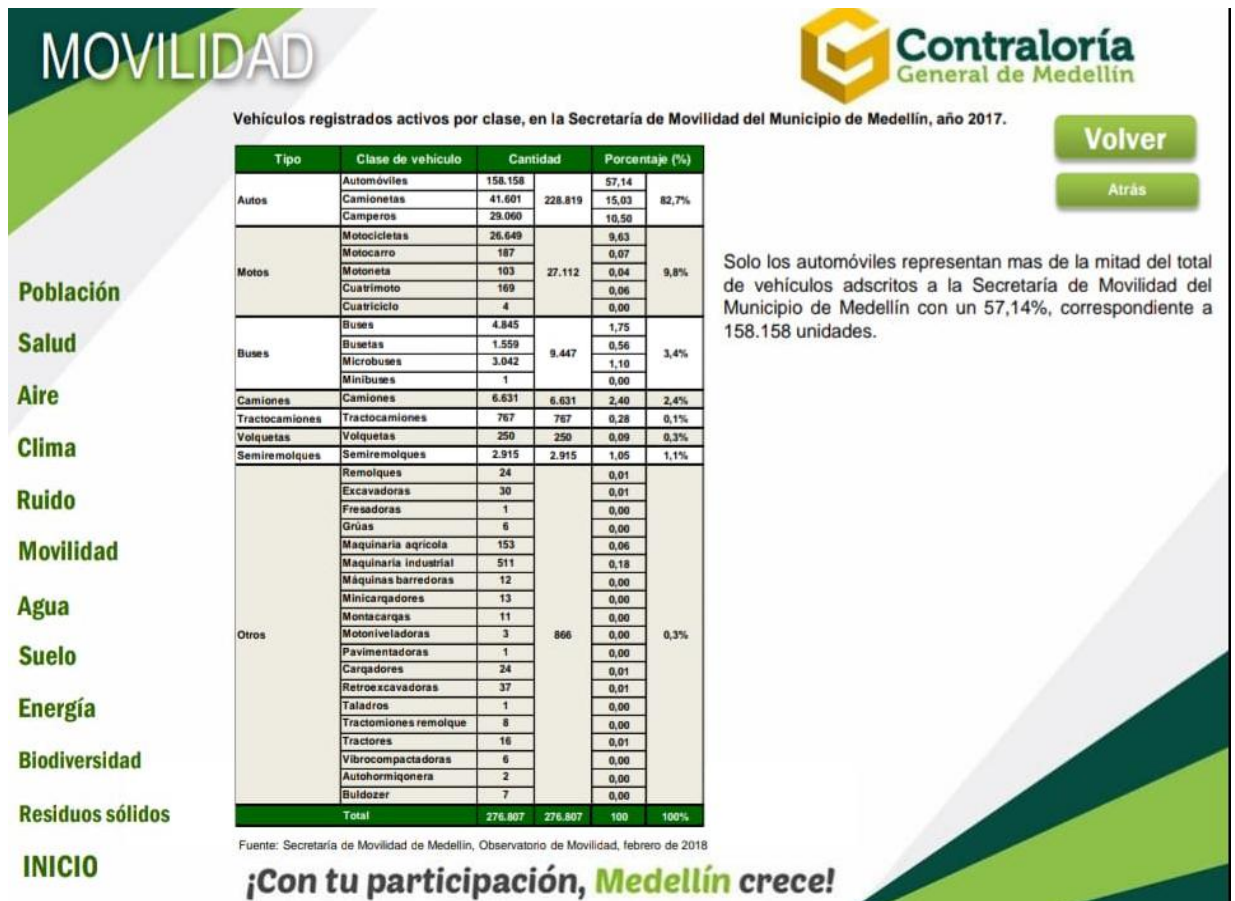 MOVILIDAD
Contraloría
General de Medellín
Vehículos registrados activos por clase, en la Secretaría de Movilidad del Municipio de Medellín, año 2017.
Volver
Atrás
Tipo Clase de vehículo Cantidad Porcentaje (%)
Autos Automóviles 158.158 228.819 57,14 82,7%
Camionetas 41.601 15,03
Camperos 29.060 10,50
Motos Motocicletas 26.649 27.112 9,63 9,8%
Motocarro 187 0,07
Motoneta 103 0,04
Cuatrimoto 169 0,06
Cuatriciclo 4 0,00
Buses Buses 4.845 9.447 1,75 3,4%
Busetas 1.559 0,56
Microbuses 3.042 1,10
Minibuses 1 0,00
Camiones Camiones 6.631 6.631 2,40 2,4%
Tractocamiones Tractocamiones 767 767 0,28 0,1%
Volquetas Volquetas 250 250 0,09 0,3%
Semiremolques Semiremolques 2.915 2.915 1,05 1,1%
Otros Remolques 24 866 0,01 0,3%
Excavadoras 30 0,01
Fresadoras 1 0,00
Grúas 6 0,00
Maquinaria agrícola 153 0,06
Maquinaria industrial 511 0,18
Máquinas barredoras 12 0,00
Minicargadores 13 0,00
Montacargas 11 0,00
Motoniveladoras 3 0,00
Pavimentadoras 1 0,00
Cargadores 24 0,01
Retroexcavadoras 37 0,01
Taladros 1 0,00
Tractomiones remolque 8 0,00
Tractores 16 0,01
Vibrocompactadoras 6 0,00
Autohormigonera 2 0,00
Buldozer 7 0,00
Total 276.807 276.807 100 100%
Fuente: Secretaría de Movilidad de Medellín, Observatorio de Movilidad, febrero de 2018
Solo los automóviles representan mas de la mitad del total
de vehículos adscritos a la Secretaría de Movilidad del
Municipio de Medellín con un 57,14%, correspondiente a
158.158 unidades.
Población
Salud
Aire
Clima
Ruido
Movilidad
Agua
Suelo
Energía
Biodiversidad
Residuos sólidos
INICIO
¡Con tu participación, Medellín crece!